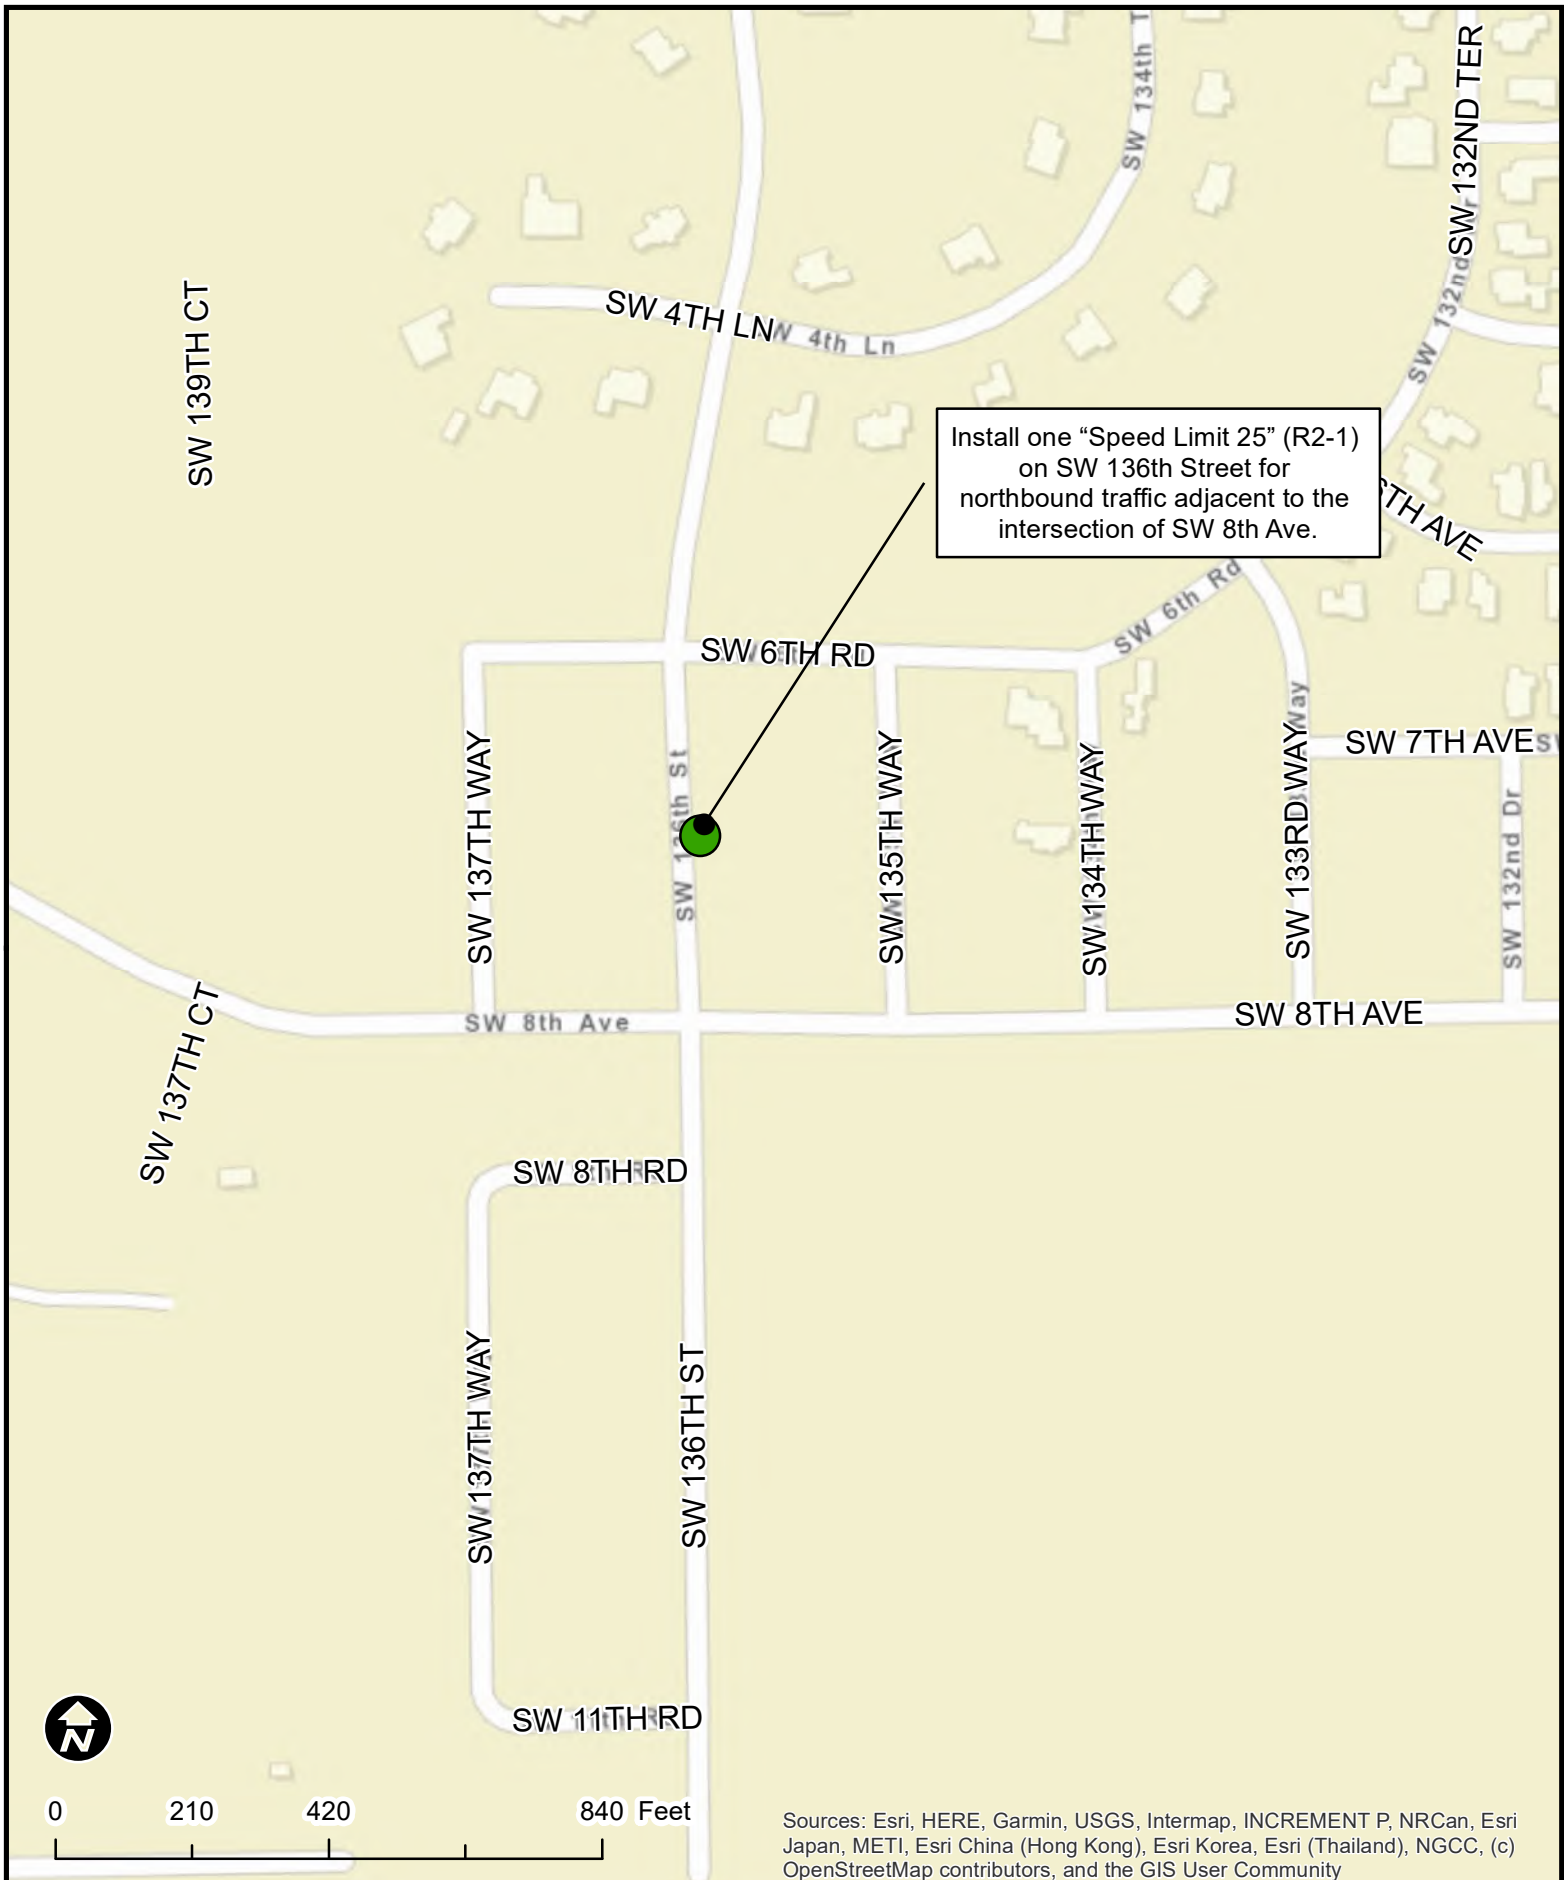 SW 134th T
SW 132ND TER
SW 132nd
SW 4TH LN
4th Ln
SW 139TH CT
Install one “Speed Limit 25” (R2-1)
on SW 136th Street for
northbound traffic adjacent to the
intersection of SW 8th Ave.
TH AVE
SW 6th Rd
SW 6TH RD
SW 136th St
SW 137TH WAY
SW 135TH WAY
SW 134TH WAY
SW 133RD WAY
Way
SW 7TH AVE
SW 132nd Dr
SW 8th Ave
SW 8TH AVE
SW 137TH CT
SW 8TH RD
SW 137TH WAY
SW 136TH ST
SW 11TH RD
N
0 210 420 840 Feet
Sources: Esri, HERE, Garmin, USGS, Intermap, INCREMENT P, NRCan, Esri
Japan, METI, Esri China (Hong Kong), Esri Korea, Esri (Thailand), NGCC, (c)
OpenStreetMap contributors, and the GIS User Community